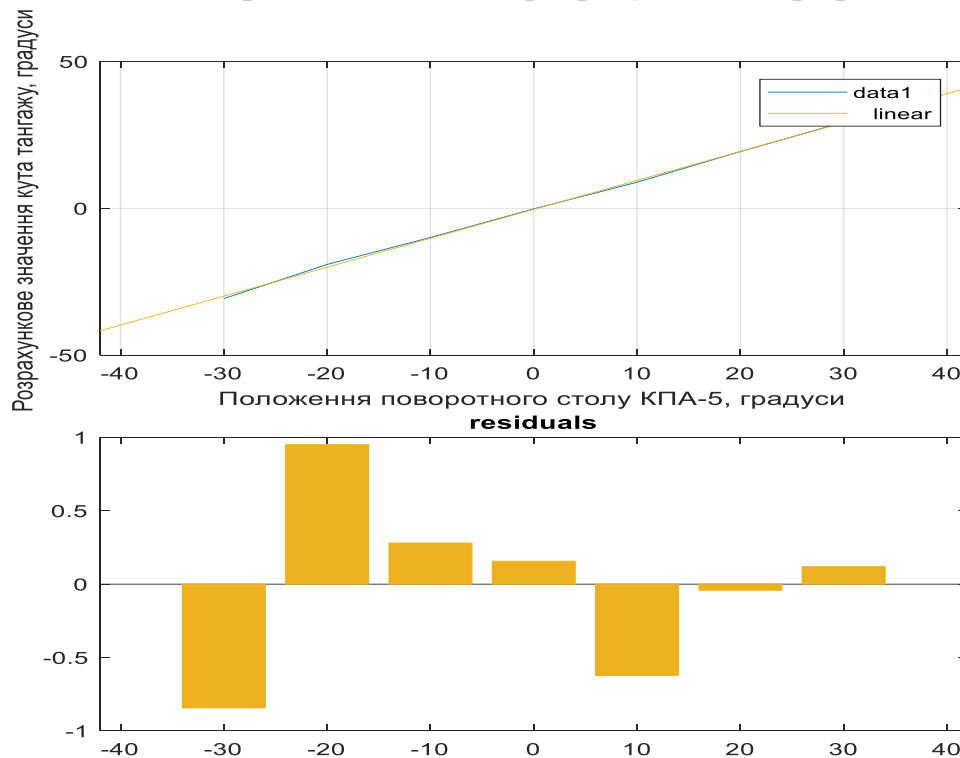 Розрахункове значення кута тангажу, градуси
50
data1
linear
0
-50
-40 -30 -20 -10 0 10 20 30 40
Положення поворотного столу КПА-5, градуси
residuals
1
0.5
0
-0.5
-1
-40 -30 -20 -10 0 10 20 30 40